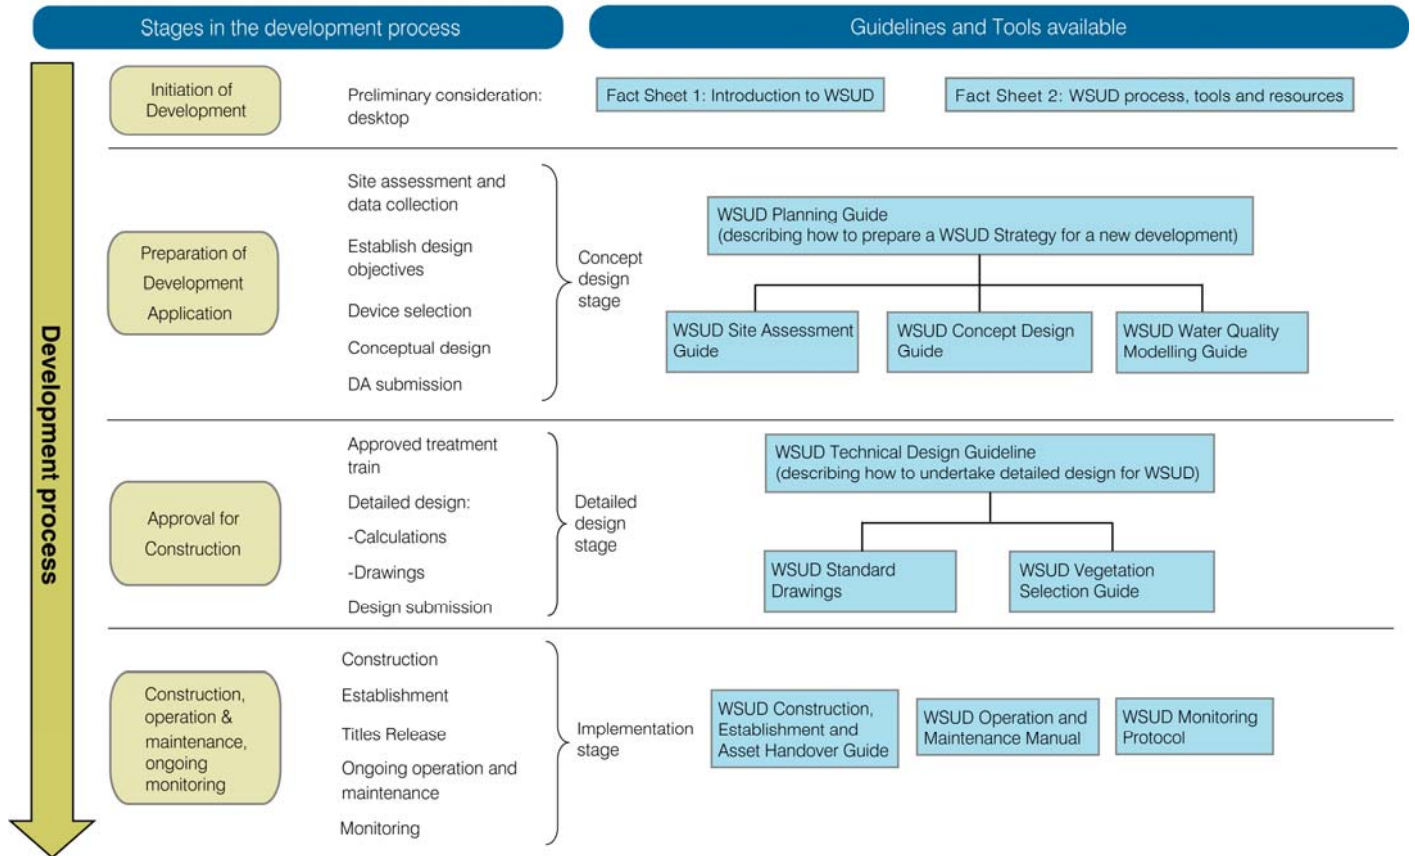 Stages in the development process
Guidelines and Tools available
Development process
Initiation of
Development
Preliminary consideration:
desktop
Fact Sheet 1: Introduction to WSUD
Fact Sheet 2: WSUD process, tools and resources
Preparation of
Development
Application
Site assessment and
data collection
Establish design
objectives
Device selection
Conceptual design
DA submission
Concept
design
stage
WSUD Planning Guide
(describing how to prepare a WSUD Strategy for a new development)
WSUD Site Assessment
Guide
WSUD Concept Design
Guide
WSUD Water Quality
Modelling Guide
Approval for
Construction
Approved treatment
train
Detailed design:
-Calculations
-Drawings
Design submission
Detailed
design
stage
WSUD Technical Design Guideline
(describing how to undertake detailed design for WSUD)
WSUD Standard
Drawings
WSUD Vegetation
Selection Guide
Construction,
operation &
maintenance,
ongoing
monitoring
Construction
Establishment
Titles Release
Ongoing operation and
maintenance
Monitoring
Implementation
stage
WSUD Construction,
Establishment and
Asset Handover Guide
WSUD Operation and
Maintenance Manual
WSUD Monitoring
Protocol